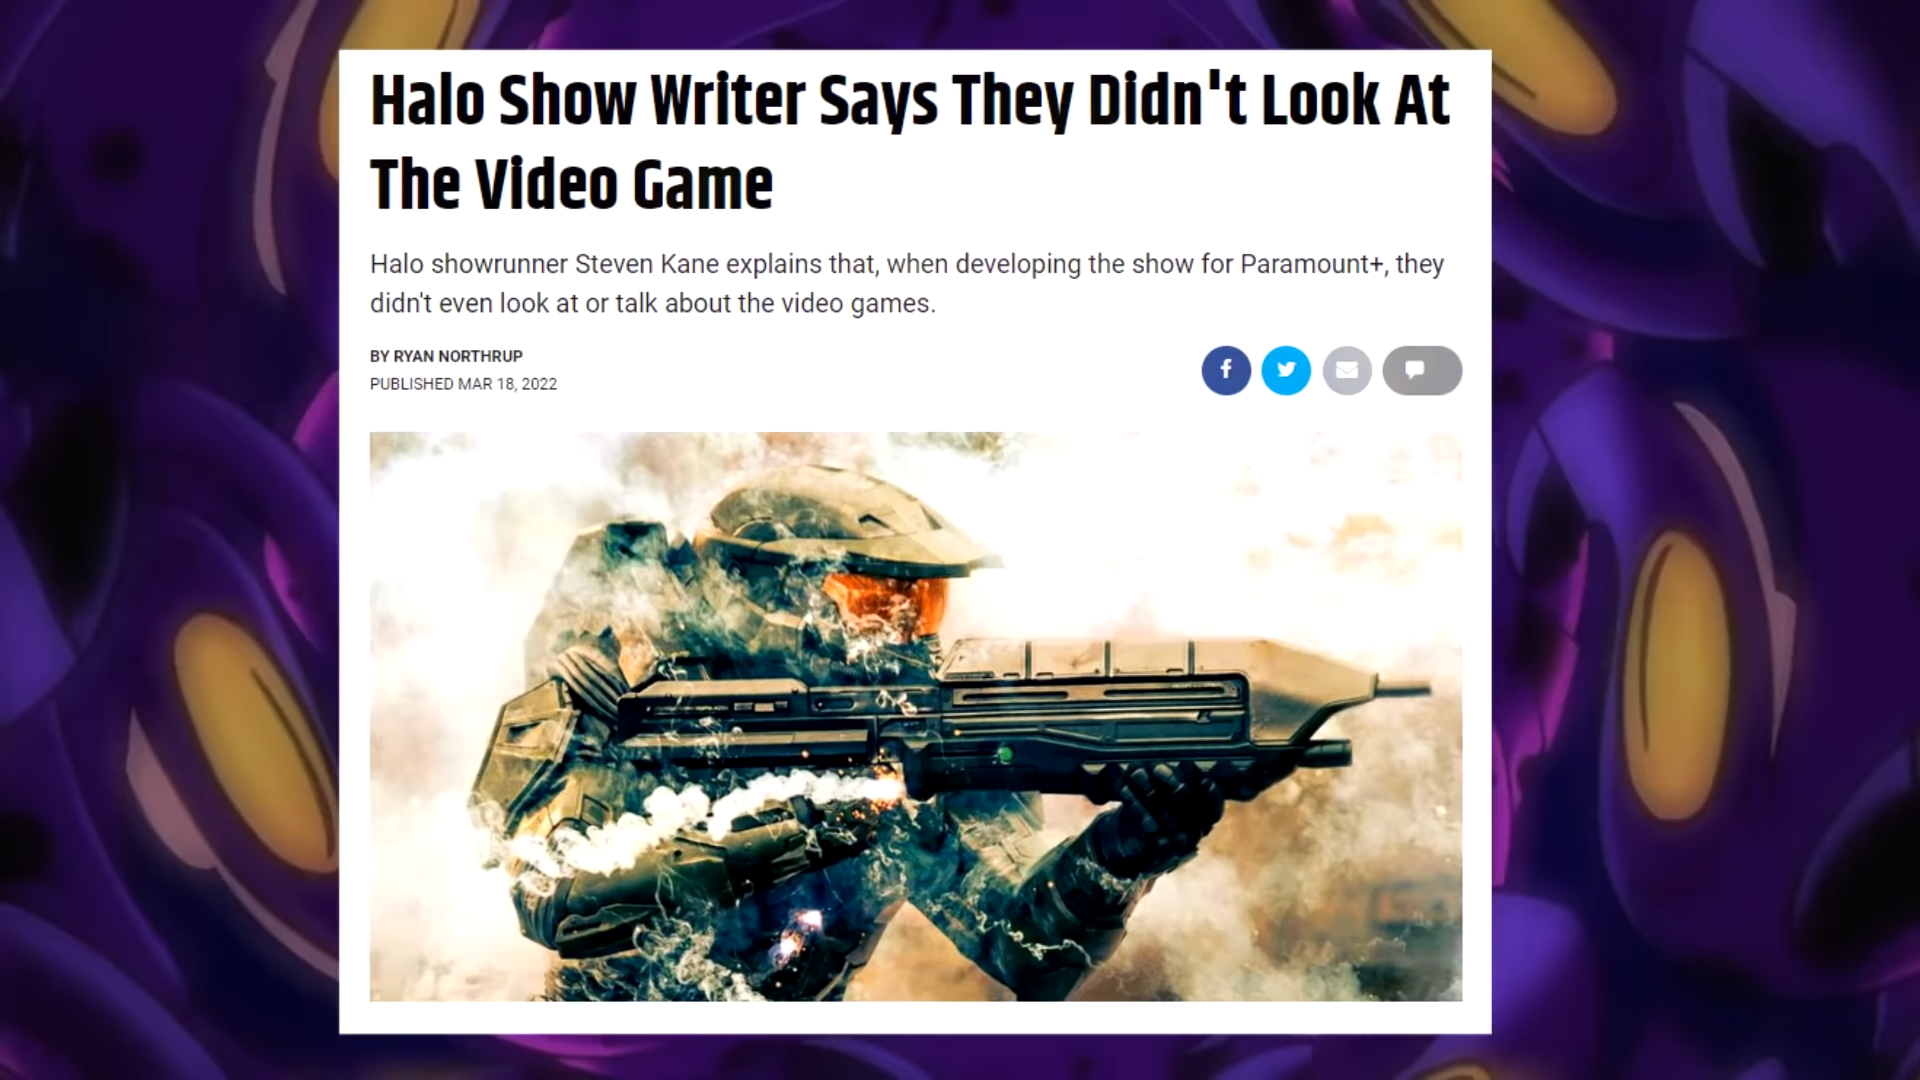 Halo Show Writer Says They Didn't Look At
The Video Game
Halo showrunner Steven Kane explains that, when developing the show for Paramount+, they
didn't even look at or talk about the video games.
BY RYAN NORTHRUP
PUBLISHED MAR 18, 2022